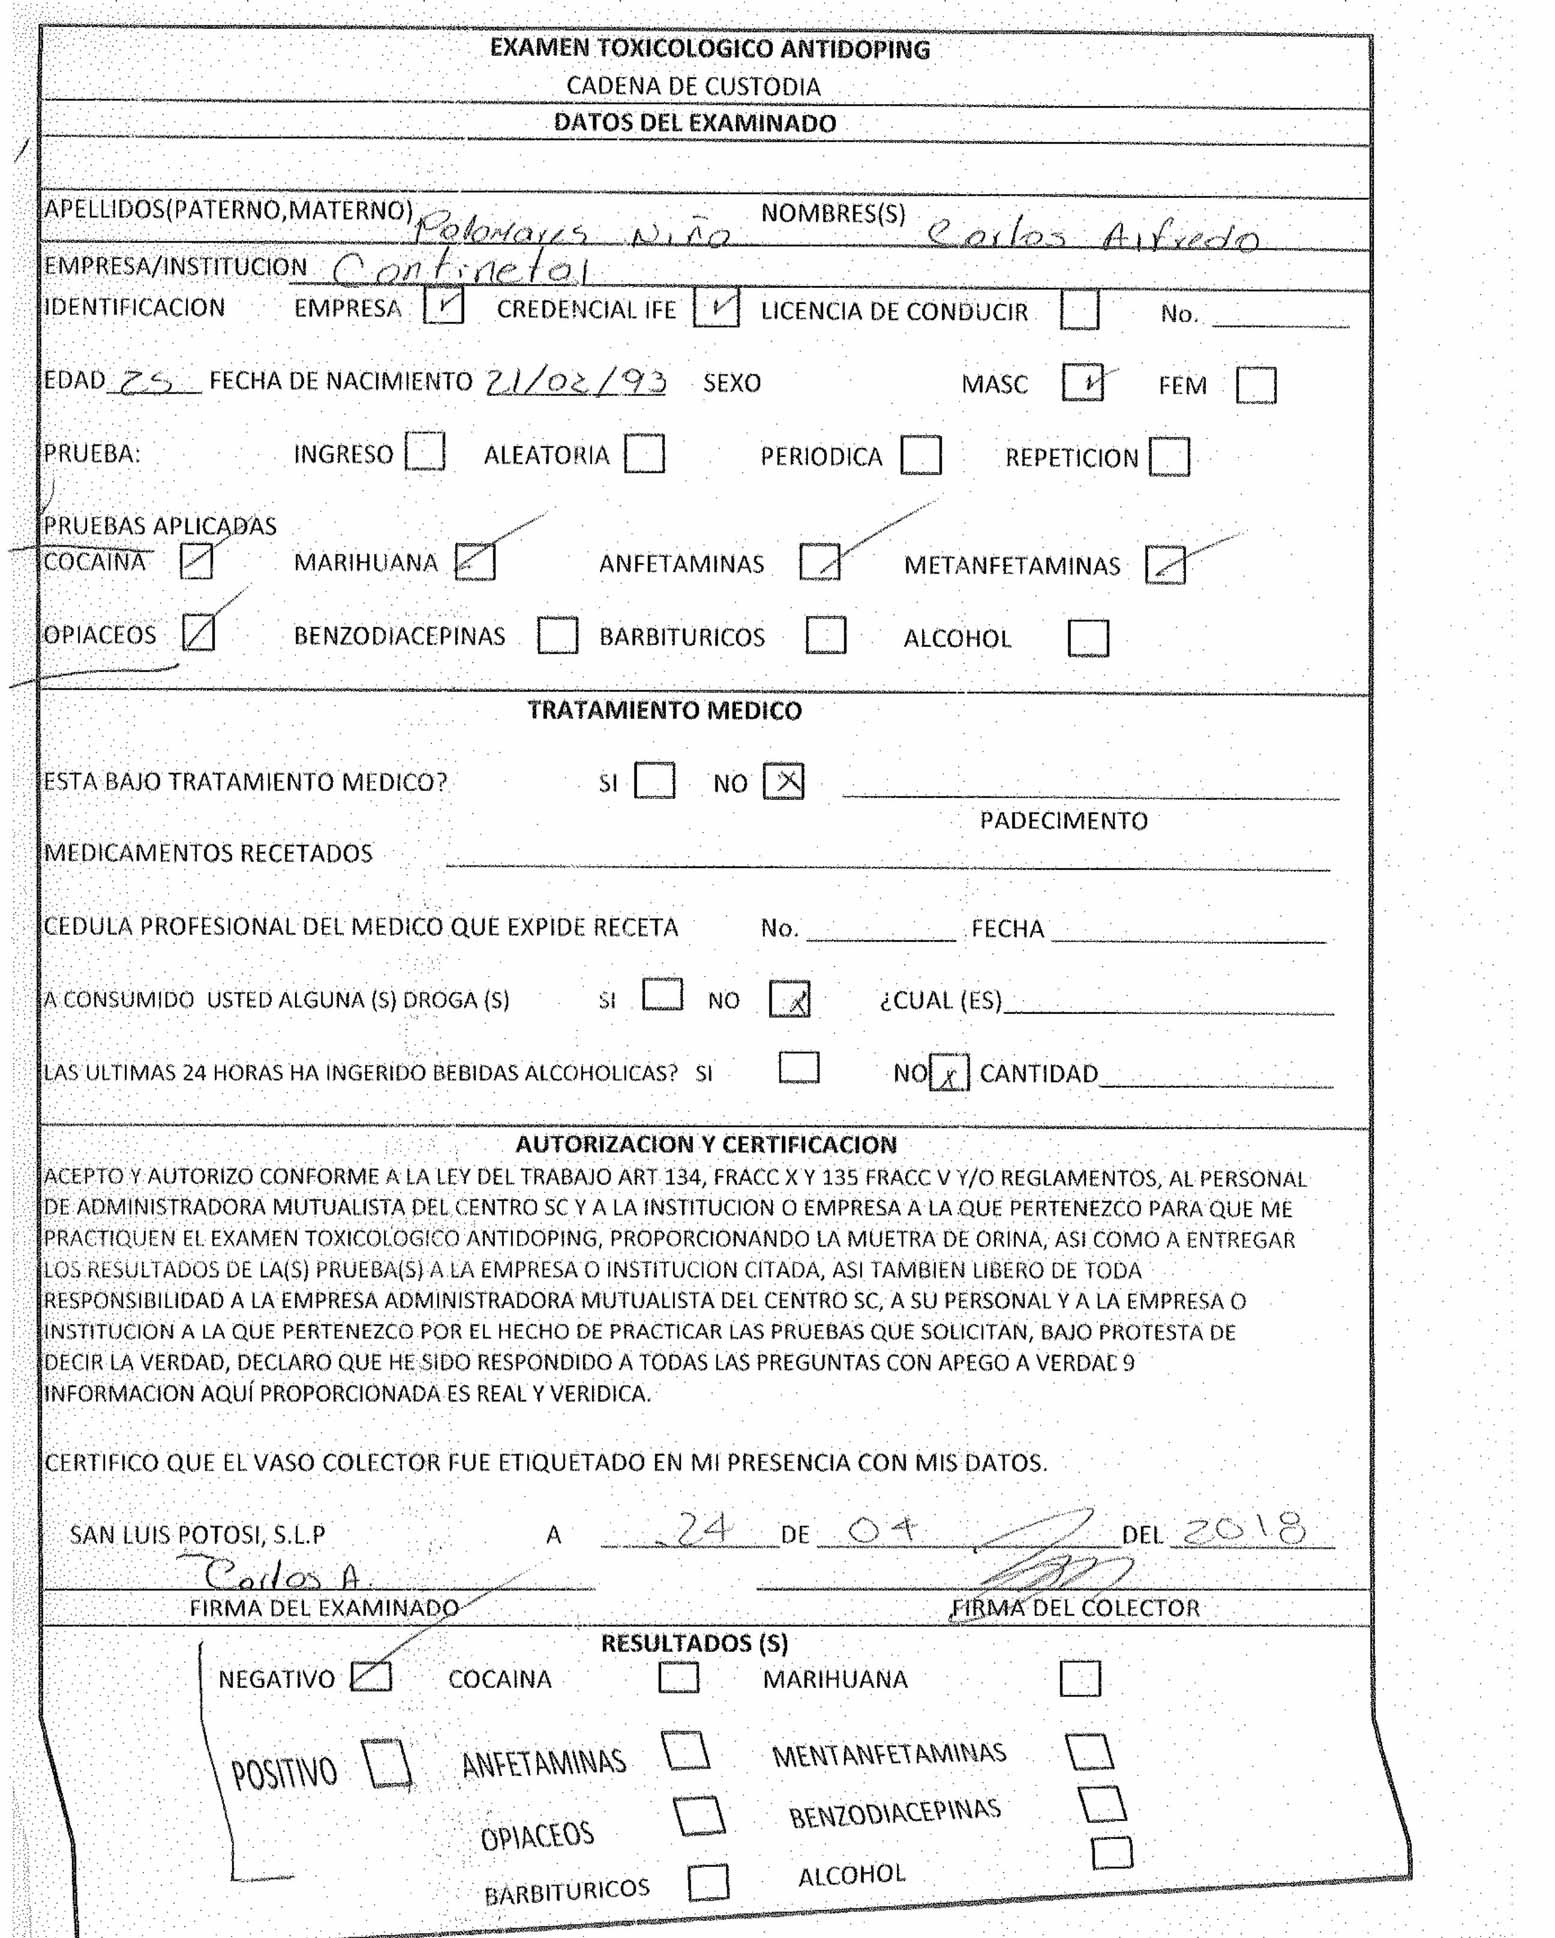 EXAMEN TOXICOLOGICO ANTIDOPING
CADENA DE CUSTODIA
DATOS DEL EXAMINADO
APELLIDOS(PATERNO,MATERNO) Palomares Niño NOMBRES(S) Carlos Alfredo
EMPRESA/INSTITUCION Continetal
IDENTIFICACION EMPRESA ✓ CREDENCIAL IFE ✓ LICENCIA DE CONDUCIR No.
EDAD 25 FECHA DE NACIMIENTO 21/02/93 SEXO MASC ✓ FEM
PRUEBA: INGRESO ALEATORIA PERIODICA REPETICION
PRUEBAS APLICADAS
COCAINA MARIHUANA ANFETAMINAS METANFETAMINAS
OPIACEOS BENZODIACEPINAS BARBITURICOS ALCOHOL
TRATAMIENTO MEDICO
ESTA BAJO TRATAMIENTO MEDICO? SI NO X
PADECIMENTO
MEDICAMENTOS RECETADOS
CEDULA PROFESIONAL DEL MEDICO QUE EXPIDE RECETA No. FECHA
A CONSUMIDO USTED ALGUNA (S) DROGA (S) SI NO X ¿CUAL (ES)
LAS ULTIMAS 24 HORAS HA INGERIDO BEBIDAS ALCOHOLICAS? SI NO X CANTIDAD
AUTORIZACION Y CERTIFICACION
ACEPTO Y AUTORIZO CONFORME A LA LEY DEL TRABAJO ART 134, FRACC X Y 135 FRACC V Y/O REGLAMENTOS, AL PERSONAL
DE ADMINISTRADORA MUTUALISTA DEL CENTRO SC Y A LA INSTITUCION O EMPRESA A LA QUE PERTENEZCO PARA QUE ME
PRACTIQUEN EL EXAMEN TOXICOLOGICO ANTIDOPING, PROPORCIONANDO LA MUETRA DE ORINA, ASI COMO A ENTREGAR
LOS RESULTADOS DE LA(S) PRUEBA(S) A LA EMPRESA O INSTITUCION CITADA, ASI TAMBIEN LIBERO DE TODA
RESPONSIBILIDAD A LA EMPRESA ADMINISTRADORA MUTUALISTA DEL CENTRO SC, A SU PERSONAL Y A LA EMPRESA O
INSTITUCION A LA QUE PERTENEZCO POR EL HECHO DE PRACTICAR LAS PRUEBAS QUE SOLICITAN, BAJO PROTESTA DE
DECIR LA VERDAD, DECLARO QUE HE SIDO RESPONDIDO A TODAS LAS PREGUNTAS CON APEGO A VERDAD 9
INFORMACION AQUÍ PROPORCIONADA ES REAL Y VERIDICA.
CERTIFICO QUE EL VASO COLECTOR FUE ETIQUETADO EN MI PRESENCIA CON MIS DATOS.
SAN LUIS POTOSI, S.L.P A 24 DE 04 DEL 2018
Carlos A.
FIRMA DEL EXAMINADO FIRMA DEL COLECTOR
RESULTADOS (S)
NEGATIVO COCAINA MARIHUANA
POSITIVO ANFETAMINAS MENTANFETAMINAS
OPIACEOS BENZODIACEPINAS
BARBITURICOS ALCOHOL